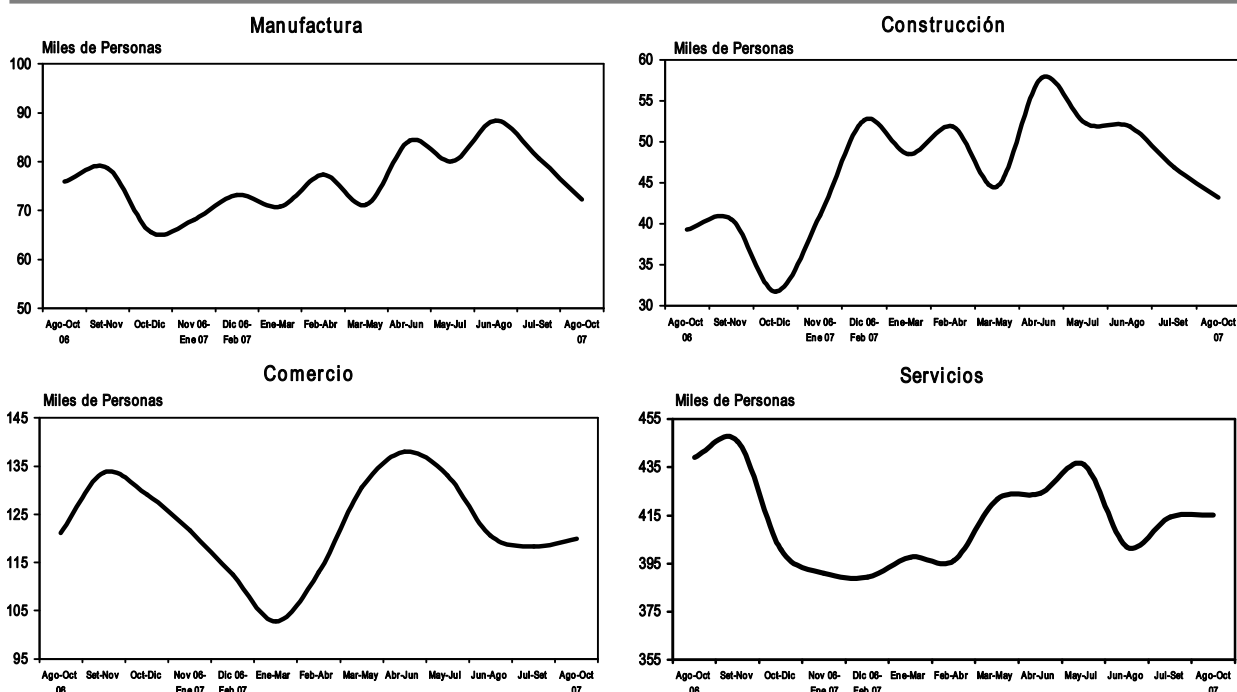 Manufactura
Miles de Personas
100
90
80
70
60
50
Ago-Oct Set-Nov Oct-Dic Nov 06- Dic 06- Ene-Mar Feb-Abr Mar-May Abr-Jun May-Jul Jun-Ago Jul-Set Ago-Oct
06 Ene 07 Feb 07 07
Construcción
Miles de Personas
60
55
50
45
40
35
30
Ago-Oct Set-Nov Oct-Dic Nov 06- Dic 06- Ene-Mar Feb-Abr Mar-May Abr-Jun May-Jul Jun-Ago Jul-Set Ago-Oct
06 Ene 07 Feb 07 07
Comercio
Miles de Personas
145
135
125
115
105
95
Ago-Oct Set-Nov Oct-Dic Nov 06- Dic 06- Ene-Mar Feb-Abr Mar-May Abr-Jun May-Jul Jun-Ago Jul-Set Ago-Oct
06 Ene 07 Feb 07 07
Servicios
Miles de Personas
455
435
415
395
375
355
Ago-Oct Set-Nov Oct-Dic Nov 06- Dic 06- Ene-Mar Feb-Abr Mar-May Abr-Jun May-Jul Jun-Ago Jul-Set Ago-Oct
06 Ene 07 Feb 07 07